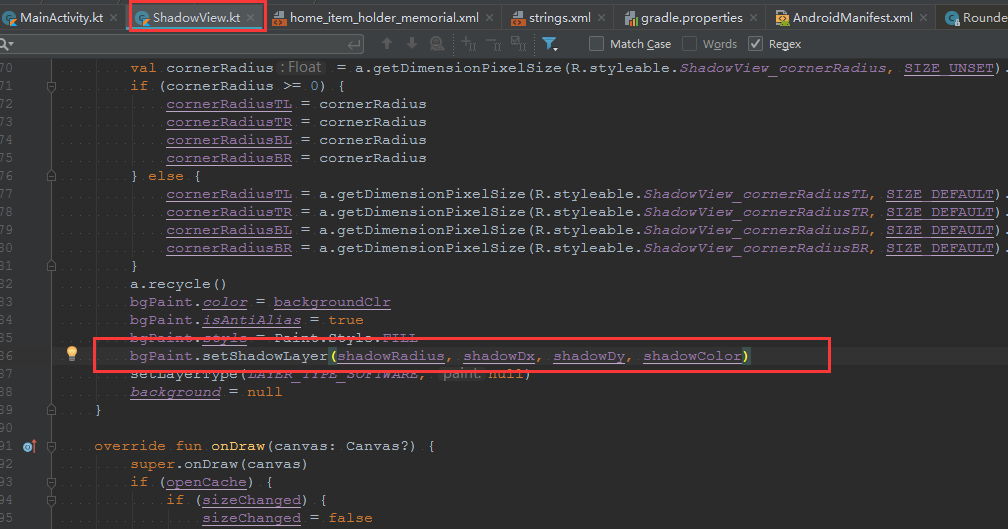 MainActivity.kt ShadowView.kt home_item_holder_memorial.xml strings.xml gradle.properties AndroidManifest.xml Rounde
Match Case Words Regex
70 val cornerRadius : Float = a.getDimensionPixelSize(R.styleable.ShadowView_cornerRadius, SIZE_UNSET).
71 if (cornerRadius >= 0) {
72 cornerRadiusTL = cornerRadius
73 cornerRadiusTR = cornerRadius
74 cornerRadiusBL = cornerRadius
75 cornerRadiusBR = cornerRadius
76 } else {
77 cornerRadiusTL = a.getDimensionPixelSize(R.styleable.ShadowView_cornerRadiusTL, SIZE_DEFAULT).
78 cornerRadiusTR = a.getDimensionPixelSize(R.styleable.ShadowView_cornerRadiusTR, SIZE_DEFAULT).
79 cornerRadiusBL = a.getDimensionPixelSize(R.styleable.ShadowView_cornerRadiusBL, SIZE_DEFAULT).
80 cornerRadiusBR = a.getDimensionPixelSize(R.styleable.ShadowView_cornerRadiusBR, SIZE_DEFAULT).
81 }
82 a.recycle()
83 bgPaint.color = backgroundClr
84 bgPaint.isAntiAlias = true
85 bgPaint.style = Paint.Style.FILL
86 bgPaint.setShadowLayer(shadowRadius, shadowDx, shadowDy, shadowColor)
87 setLayerType(LAYER_TYPE_SOFTWARE, paint null)
88 background = null
89 }
90
91 override fun onDraw(canvas: Canvas?) {
92 super.onDraw(canvas)
93 if (openCache) {
94 if (sizeChanged) {
95 sizeChanged = false